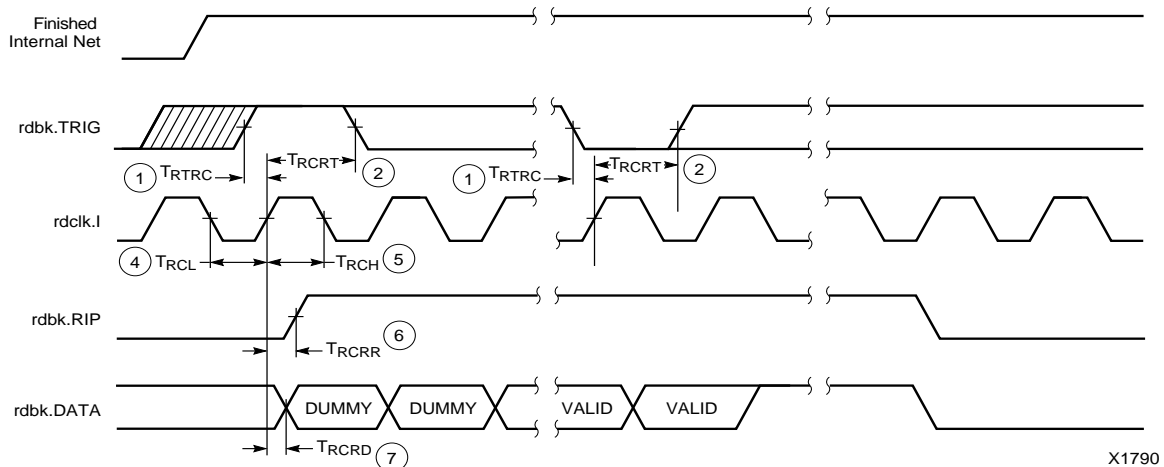 Finished
Internal Net
rdbk.TRIG
TRCRT
2
1
TRTRC
TRCRT
2
1
TRTRC
rdclk.I
4
TRCL
TRCH
5
rdbk.RIP
6
TRCRR
rdbk.DATA
DUMMY
DUMMY
VALID
VALID
TRCRD
7
X1790